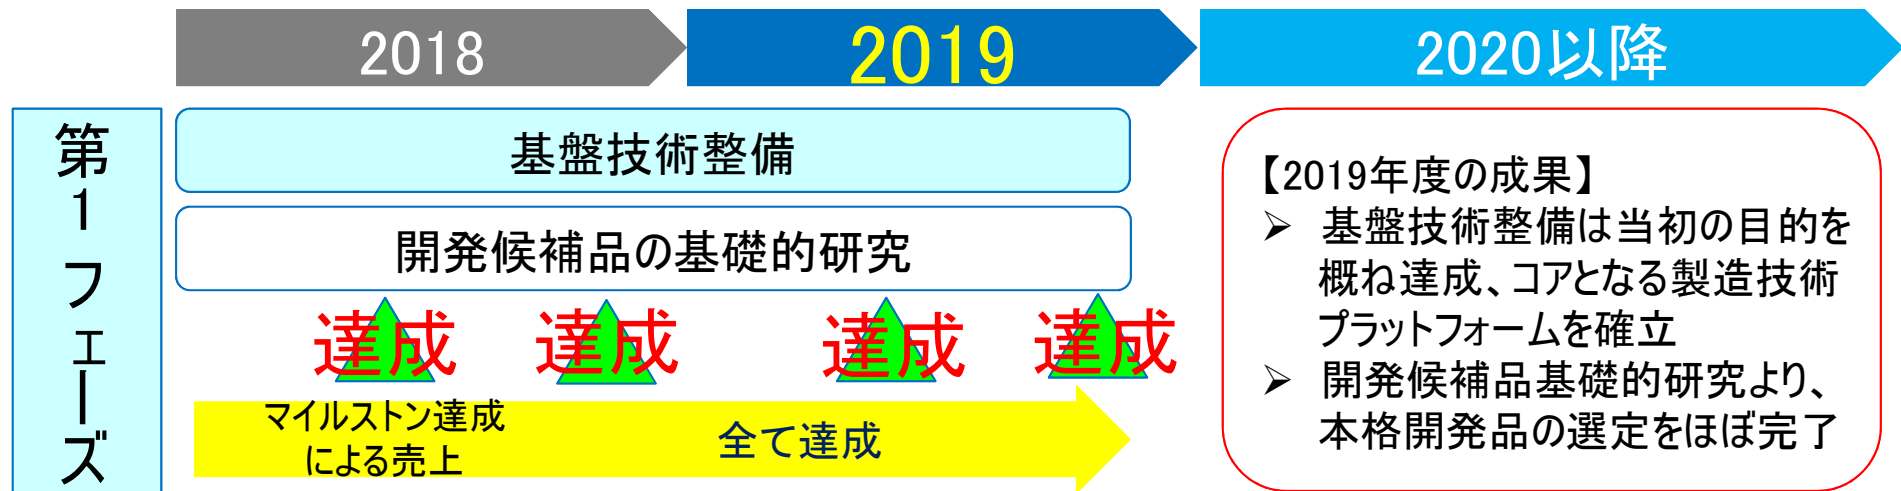 2018
2019
2020以降
第1フェーズ
基盤技術整備
開発候補品の基礎的研究
達成
達成
達成
達成
マイルストン達成
による売上
全て達成
【2019年度の成果】
➢ 基盤技術整備は当初の目的を
概ね達成、コアとなる製造技術
プラットフォームを確立
➢ 開発候補品基礎的研究より、
本格開発品の選定をほぼ完了